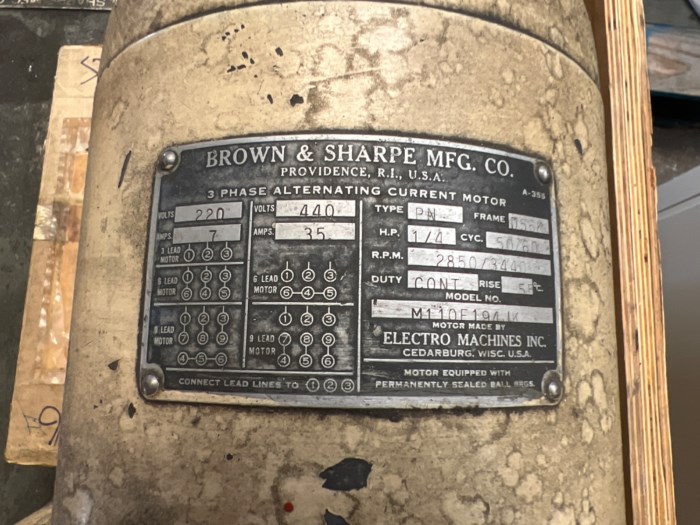 BROWN & SHARPE MFG. CO.
PROVIDENCE, R.I., U.S.A.
A-355
3 PHASE ALTERNATING CURRENT MOTOR
VOLTS 220 VOLTS 440
AMPS. 7 AMPS. 35
3 LEAD MOTOR 1 2 3
6 LEAD MOTOR 1 2 3
6 4 5
6 LEAD MOTOR 1 2 3
6-4-5
9 LEAD MOTOR 1 2 3
7 8 9
4-5-6
9 LEAD MOTOR 1 2 3
7 8 9
4 5 6
CONNECT LEAD LINES TO 1 2 3
TYPE PN FRAME
H.P. 1/4 CYC. 50/60
R.P.M. 2850/
DUTY CONT RISE 55°C
MODEL NO.
MOTOR MADE BY
ELECTRO MACHINES INC.
CEDARBURG, WISC. U.S.A.
MOTOR EQUIPPED WITH
PERMANENTLY SEALED BALL BRGS.